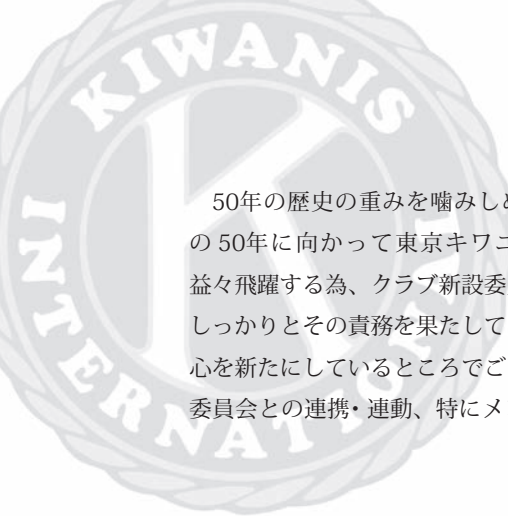 KIWANIS
INTERNATIONAL
K
50年の歴史の重みを噛みし
の 50年に向かって東京キワニ
益々飛躍する為、クラブ新設委
しっかりとその責務を果たして
心を新たにしているところでご
委員会との連携・連動、特にメ